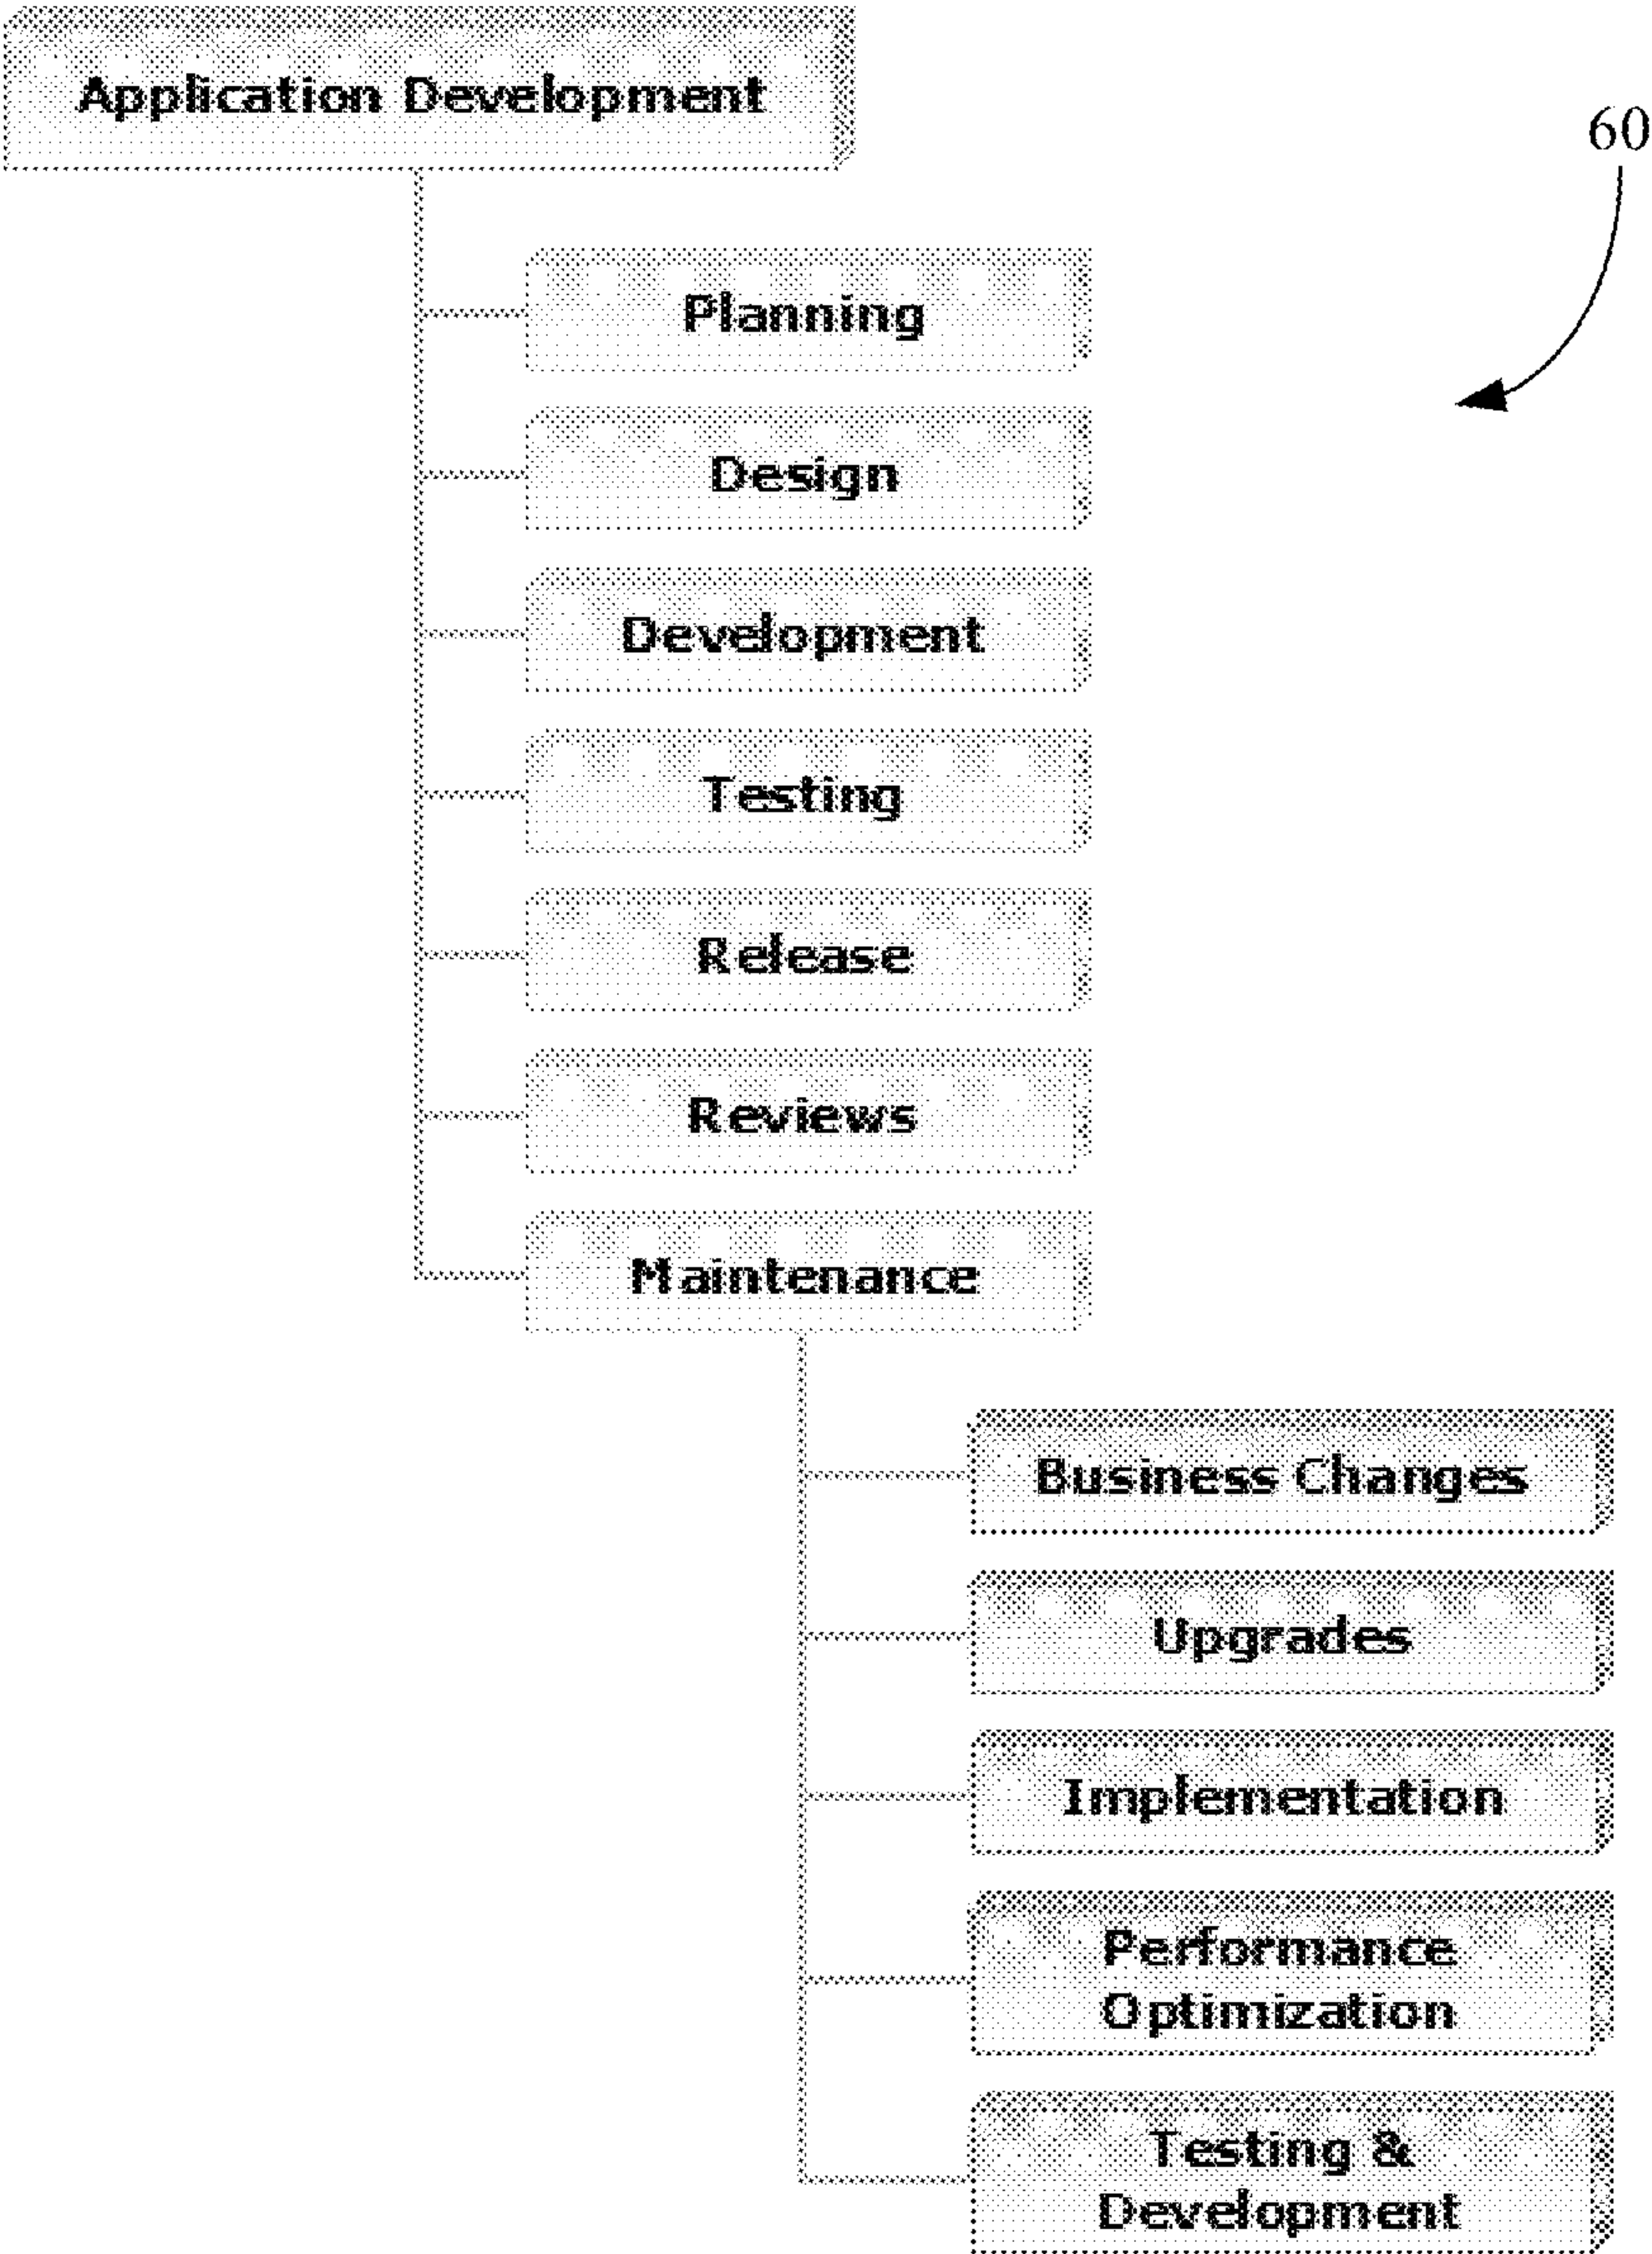 Application Development
60
Planning
Design
Development
Testing
Release
Reviews
Maintenance
Business Changes
Upgrades
Implementation
Performance
Optimization
Testing &
Development